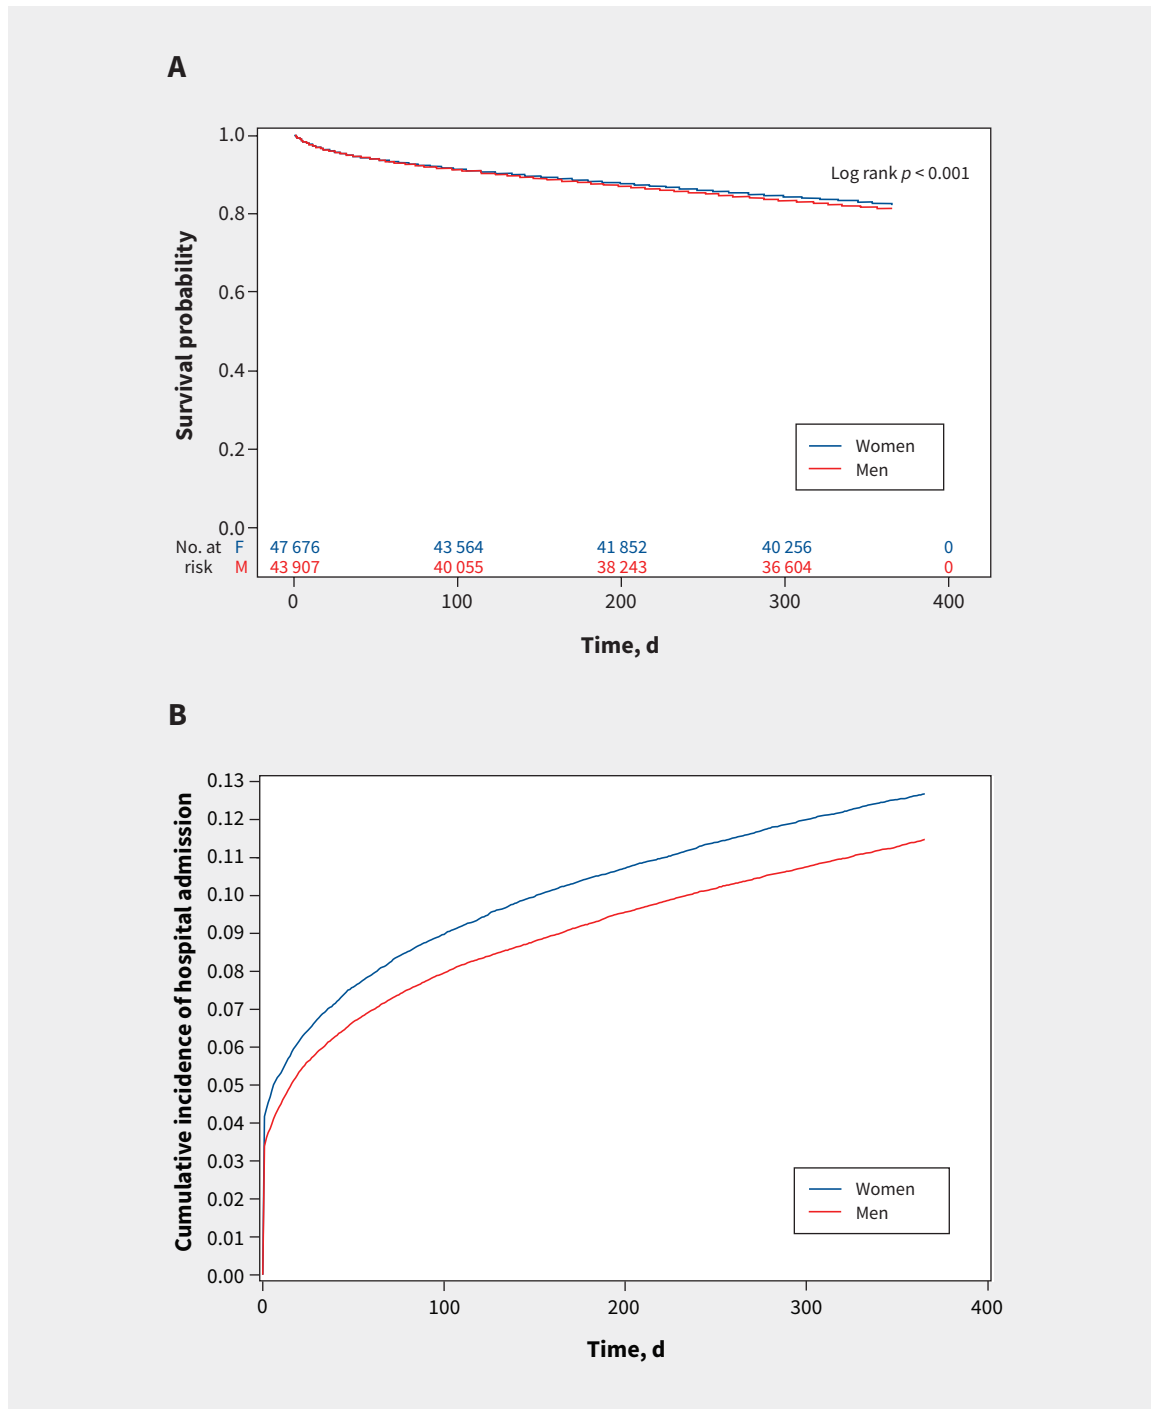 A
1.0
0.8
0.6
0.4
0.2
0.0
Survival probability
Log rank p < 0.001
Women
Men
No. at F 47 676 43 564 41 852 40 256 0
risk M 43 907 40 055 38 243 36 604 0
0 100 200 300 400
Time, d
B
0.13
0.12
0.11
0.10
0.09
0.08
0.07
0.06
0.05
0.04
0.03
0.02
0.01
0.00
Cumulative incidence of hospital admission
Women
Men
0 100 200 300 400
Time, d